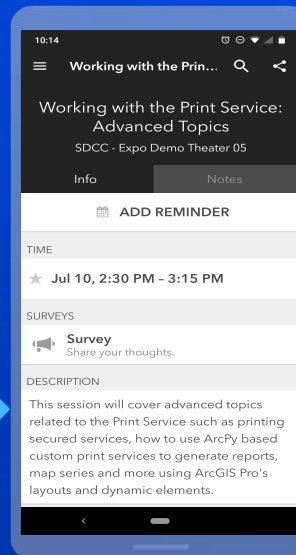 10:14
Working with the Prin...
Working with the Print Service:
Advanced Topics
SDCC - Expo Demo Theater 05
Info
Notes
ADD REMINDER
TIME
Jul 10, 2:30 PM – 3:15 PM
SURVEYS
Survey
Share your thoughts.
DESCRIPTION
This session will cover advanced topics
related to the Print Service such as printing
secured services, how to use ArcPy based
custom print services to generate reports,
map series and more using ArcGIS Pro's
layouts and dynamic elements.